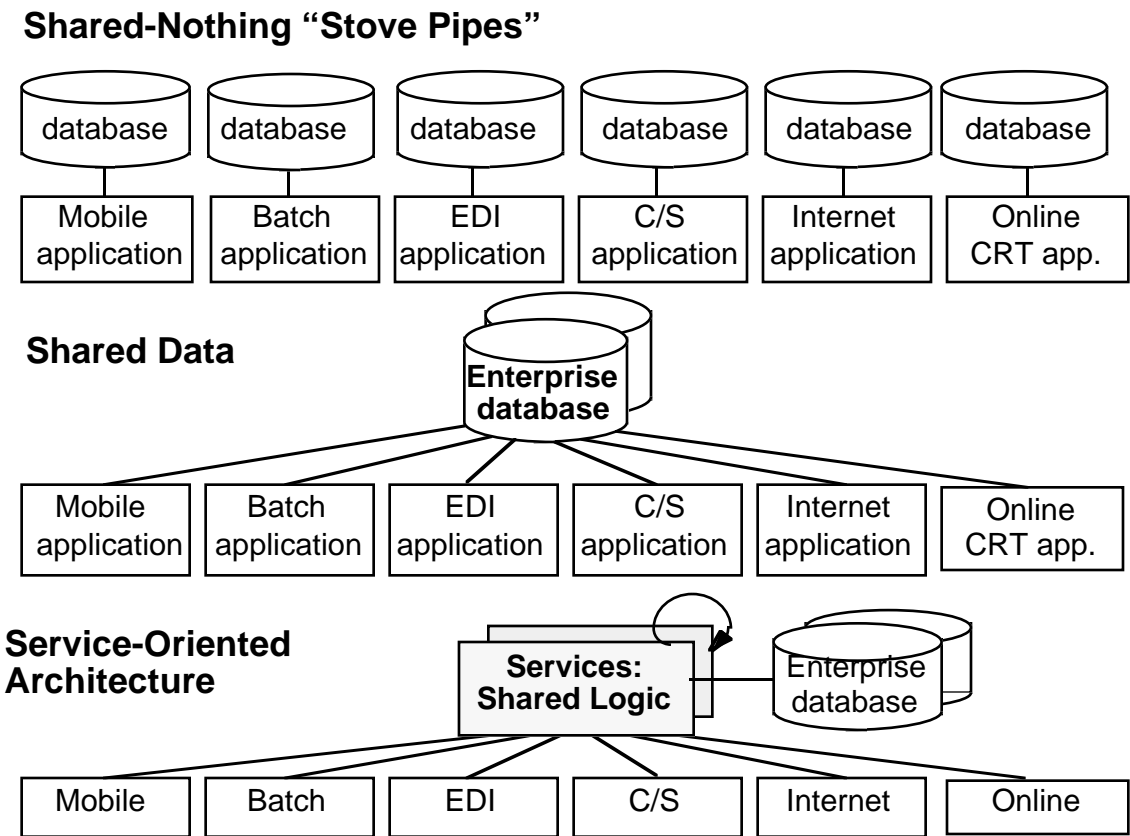 Shared-Nothing “Stove Pipes”
database
database
database
database
database
database
Mobile
application
Batch
application
EDI
application
C/S
application
Internet
application
Online
CRT app.
Shared Data
Enterprise
database
Mobile
application
Batch
application
EDI
application
C/S
application
Internet
application
Online
CRT app.
Service-Oriented
Architecture
Services:
Shared Logic
Enterprise
database
Mobile
Batch
EDI
C/S
Internet
Online